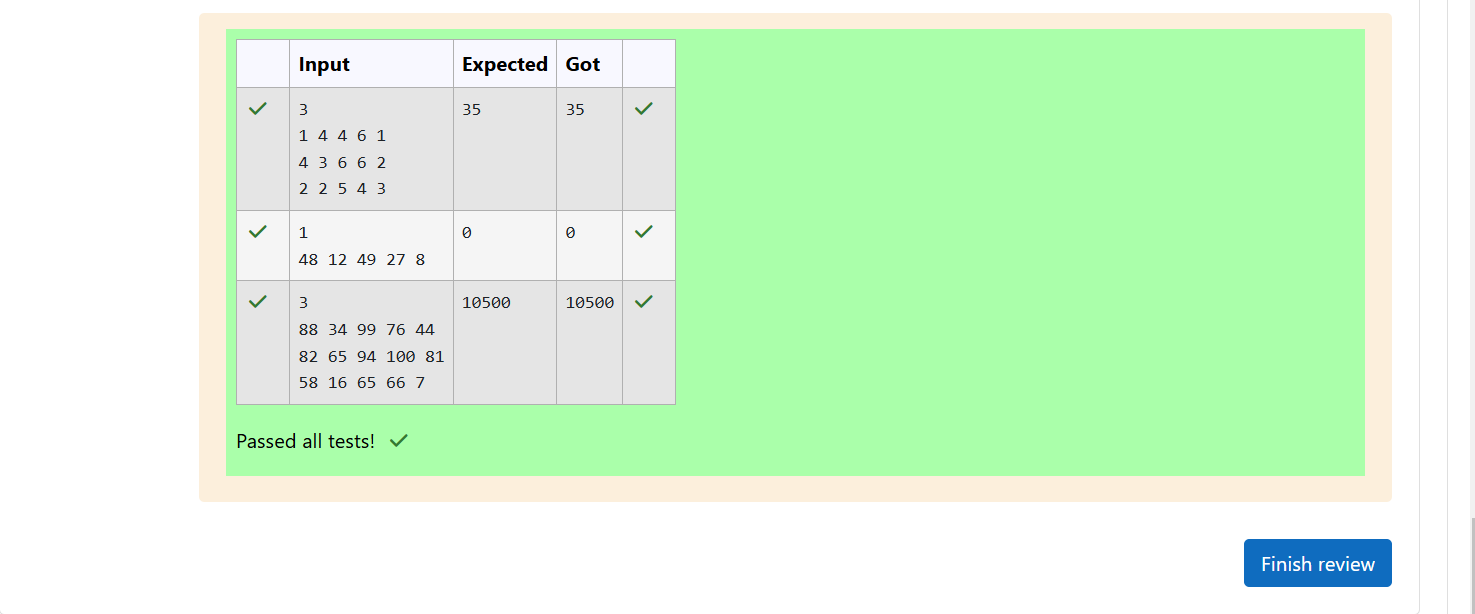 Input Expected Got
3 35 35
1 4 4 6 1
4 3 6 6 2
2 2 5 4 3
1 0 0
48 12 49 27 8
3 10500 10500
88 34 99 76 44
82 65 94 100 81
58 16 65 66 7
Passed all tests!
Finish review